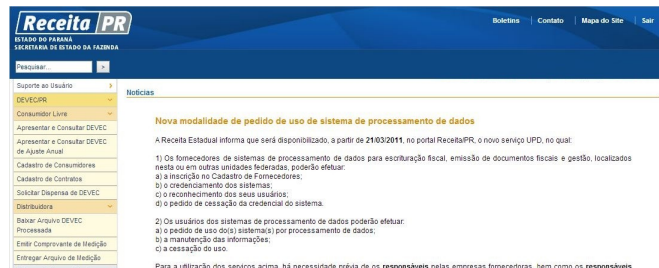 Receita PR
ESTADO DO PARANÁ
SECRETARIA DE ESTADO DA FAZENDA
Boletins | Contato | Mapa do Site | Sair
Pesquisar... >
Suporte ao Usuário
DEVEC/PR
Consumidor Livre
Apresentar e Consultar DEVEC
Apresentar e Consultar DEVEC
de Ajuste Anual
Cadastro de Consumidores
Cadastro de Contratos
Solicitar Dispensa de DEVEC
Distribuidora
Baixar Arquivo DEVEC
Processada
Emitir Comprovante de Medição
Entregar Arquivo de Medição
Notícias
Nova modalidade de pedido de uso de sistema de processamento de dados
A Receita Estadual informa que será disponibilizado, a partir de 21/03/2011, no portal Receita/PR, o novo serviço UPD, no qual:
1) Os fornecedores de sistemas de processamento de dados para escrituração fiscal, emissão de documentos fiscais e gestão, localizados
nesta ou em outras unidades federadas, poderão efetuar:
a) a inscrição no Cadastro de Fornecedores;
b) o credenciamento dos sistemas;
c) o reconhecimento dos seus usuários;
d) o pedido de cessação da credencial do sistema.
2) Os usuários dos sistemas de processamento de dados poderão efetuar:
a) o pedido de uso do(s) sistema(s) por processamento de dados;
b) a manutenção das informações;
c) a cessação do uso.
Para a utilização dos serviços acima, há necessidade prévia de os responsáveis pelas empresas fornecedoras, bem como os responsáveis